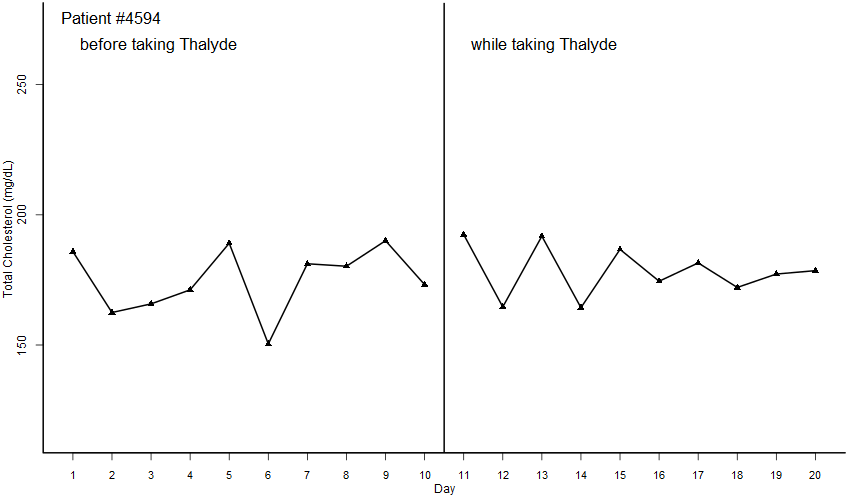 Patient #4594
before taking Thalyde
while taking Thalyde
Total Cholesterol (mg/dL)
250
200
150
1 2 3 4 5 6 7 8 9 10 11 12 13 14 15 16 17 18 19 20
Day